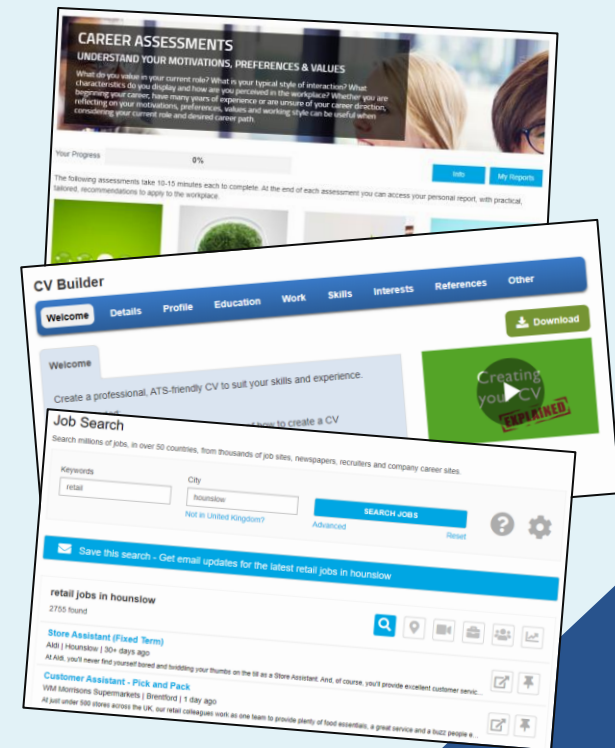 CAREER ASSESSMENTS
UNDERSTAND YOUR MOTIVATIONS, PREFERENCES & VALUES
What do you value in your current role? What is your typical style of interaction? What
characteristics do you display and how are you perceived in the workplace? Whether you are
beginning your career, have many years of experience or are unsure of your career direction,
reflecting on your motivations, preferences, values and working style can be useful when
considering your current role and desired career path.
Your Progress
0%
Info
My Reports
The following assessments take 10-15 minutes each to complete. At the end of each assessment you can access your personal report, with practical,
tailored, recommendations to apply to the workplace.
CV Builder
Welcome Details Profile Education Work Skills Interests References Other
Download
Welcome
Create a professional, ATS-friendly CV to suit your skills and experience.
how to create a CV
Creating
your CV
EXPLAINED
Job Search
Search millions of jobs, in over 50 countries, from thousands of job sites, newspapers, recruiters and company career sites.
Keywords
City
retail
hounslow
SEARCH JOBS
Not in United Kingdom?
Advanced
Reset
Save this search - Get email updates for the latest retail jobs in hounslow
retail jobs in hounslow
2755 found
Store Assistant (Fixed Term)
Aldi | Hounslow | 30+ days ago
At Aldi, you'll never find yourself bored and twiddling your thumbs on the till as a Store Assistant. And, of course, you'll provide excellent customer servic...
Customer Assistant - Pick and Pack
WM Morrisons Supermarkets | Brentford | 1 day ago
At just under 500 stores across the UK, our retail colleagues work as one team to provide plenty of food essentials, a great service and a buzz people e...